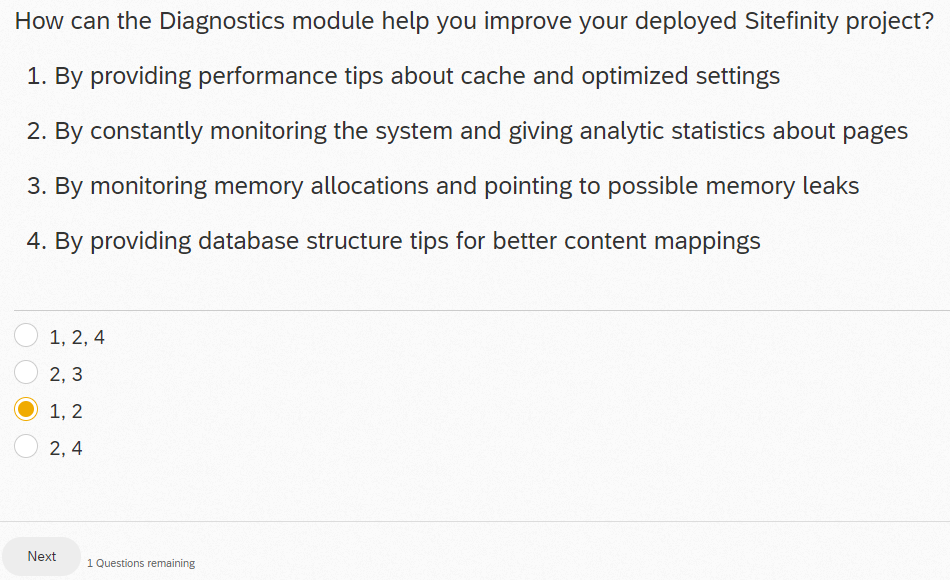 How can the Diagnostics module help you improve your deployed Sitefinity project?
1. By providing performance tips about cache and optimized settings
2. By constantly monitoring the system and giving analytic statistics about pages
3. By monitoring memory allocations and pointing to possible memory leaks
4. By providing database structure tips for better content mappings
1, 2, 4
2, 3
1, 2
2, 4
Next
1 Questions remaining